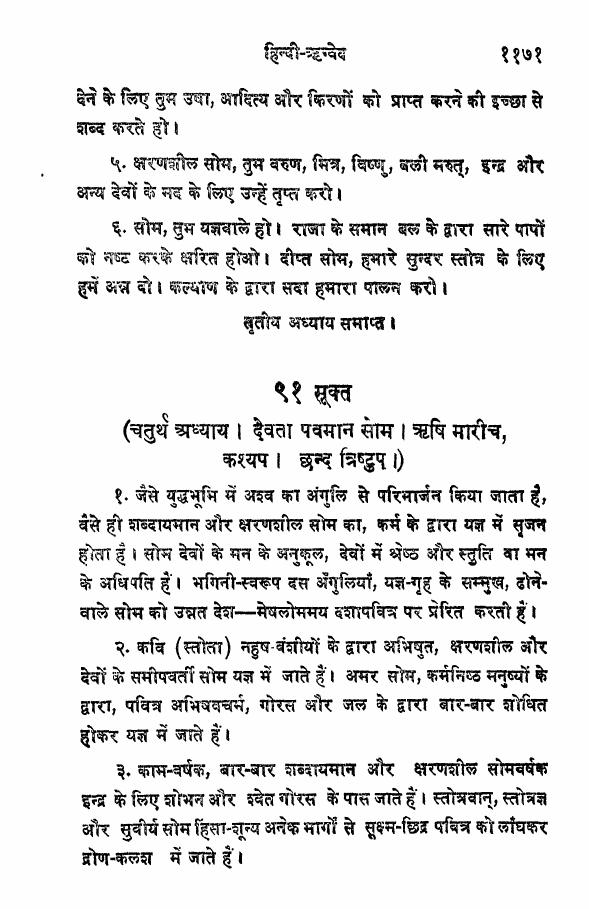 हिन्दी-ऋग्वेद ११७१
देने के लिए तुम उषा, आदित्य और किरणों को प्राप्त करने की इच्छा से
शब्द करते हो।
५. क्षरणशील सोम, तुम वरुण, मित्र, विष्णु, बली मरुत्, इन्द्र और
अन्य देवों के मद के लिए उन्हें तृप्त करो।
६. सोम, तुम यज्ञवाले हो। राजा के समान बल के द्वारा सारे पापों
को नष्ट करके क्षरित होओ। दीप्त सोम, हमारे सुन्दर स्तोत्र के लिए
हमें अन्न दो। कल्याण के द्वारा सदा हमारा पालन करो।
तृतीय अध्याय समाप्त।
९१ सूक्त
(चतुर्थ अध्याय। देवता पवमान सोम। ऋषि मारीच,
कश्यप। छन्द त्रिष्टुप्।)
१. जैसे युद्धभूमि में अश्व का अंगुलि से परिमार्जन किया जाता है,
वैसे ही शब्दायमान और क्षरणशील सोम का, कर्म के द्वारा यज्ञ में सृजन
होता है। सोम देवों के मन के अनुकूल, देवों में श्रेष्ठ और स्तुति वा मन
के अधिपति हैं। भगिनी-स्वरूप दस अँगुलियाँ, यज्ञ-गृह के सम्मुख, ढोने-
वाले सोम को उन्नत देश—मेषलोममय दशापवित्र पर प्रेरित करती हैं।
२. कवि (स्तोता) नहुष-वंशीयों के द्वारा अभिषुत, क्षरणशील और
देवों के समीपवर्ती सोम यज्ञ में जाते हैं। अमर सोम, कर्मनिष्ठ मनुष्यों के
द्वारा, पवित्र अभिषवचर्म, गोरस और जल के द्वारा बार-बार शोधित
होकर यज्ञ में जाते हैं।
३. काम-वर्षक, बार-बार शब्दायमान और क्षरणशील सोमवर्षक
इन्द्र के लिए शोभन और श्वेत गोरस के पास जाते हैं। स्तोत्रवान्, स्तोत्रज्ञ
और सुवीर्य सोम हिंसा-शून्य अनेक मार्गों से सूक्ष्म-छिद्र पवित्र को लाँघकर
द्रोण-कलश में जाते हैं।